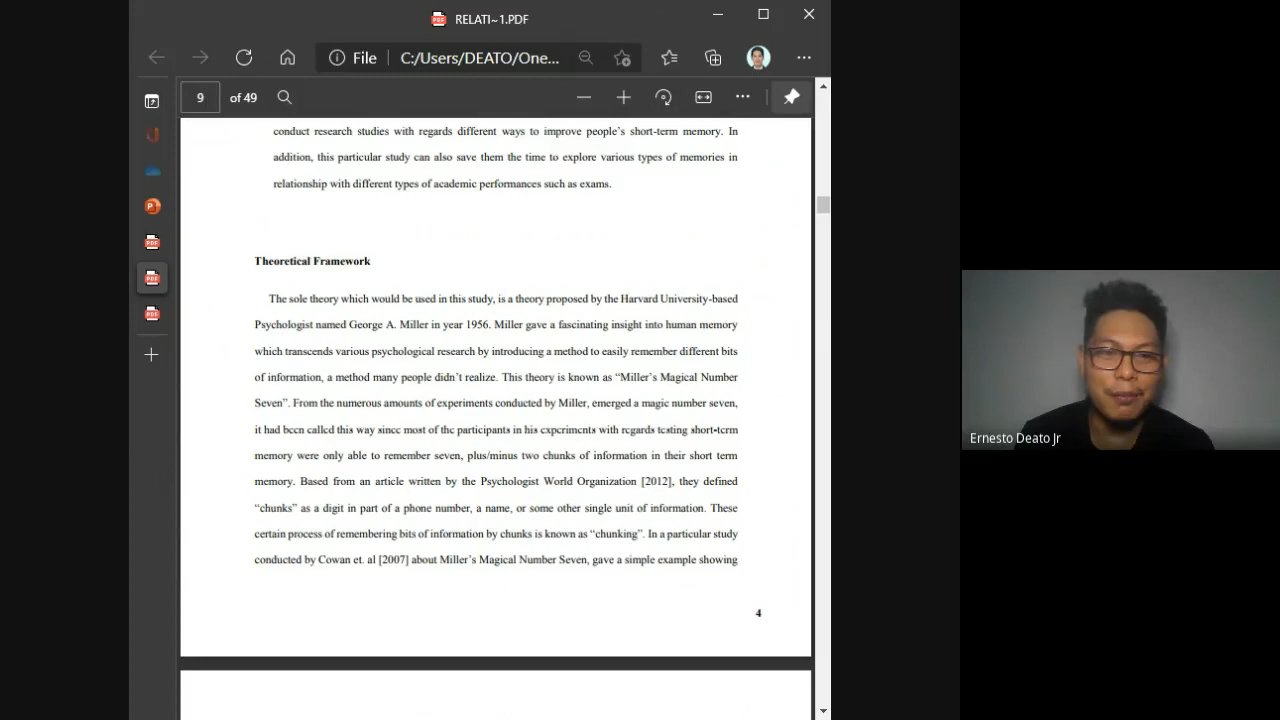 RELATI~1.PDF
File C:/Users/DEATO/One...
9 of 49
conduct research studies with regards different ways to improve people's short-term memory. In
addition, this particular study can also save them the time to explore various types of memories in
relationship with different types of academic performances such as exams.
Theoretical Framework
The sole theory which would be used in this study, is a theory proposed by the Harvard University-based
Psychologist named George A. Miller in year 1956. Miller gave a fascinating insight into human memory
which transcends various psychological research by introducing a method to easily remember different bits
of information, a method many people didn't realize. This theory is known as “Miller's Magical Number
Seven”. From the numerous amounts of experiments conducted by Miller, emerged a magic number seven,
it had been called this way since most of the participants in his experiments with regards testing short-term
memory were only able to remember seven, plus/minus two chunks of information in their short term
memory. Based from an article written by the Psychologist World Organization [2012], they defined
“chunks” as a digit in part of a phone number, a name, or some other single unit of information. These
certain process of remembering bits of information by chunks is known as “chunking”. In a particular study
conducted by Cowan et. al [2007] about Miller's Magical Number Seven, gave a simple example showing
4
Ernesto Deato Jr